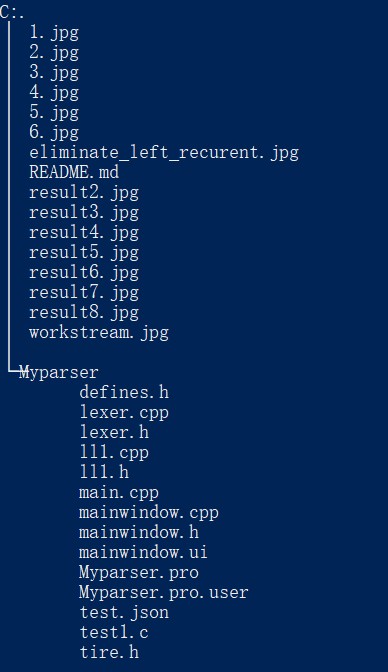 C:.
1.jpg
2.jpg
3.jpg
4.jpg
5.jpg
6.jpg
eliminate_left_recurent.jpg
README.md
result2.jpg
result3.jpg
result4.jpg
result5.jpg
result6.jpg
result7.jpg
result8.jpg
workstream.jpg
Myparser
defines.h
lexer.cpp
lexer.h
ll1.cpp
ll1.h
main.cpp
mainwindow.cpp
mainwindow.h
mainwindow.ui
Myparser.pro
Myparser.pro.user
test.json
test1.c
tire.h